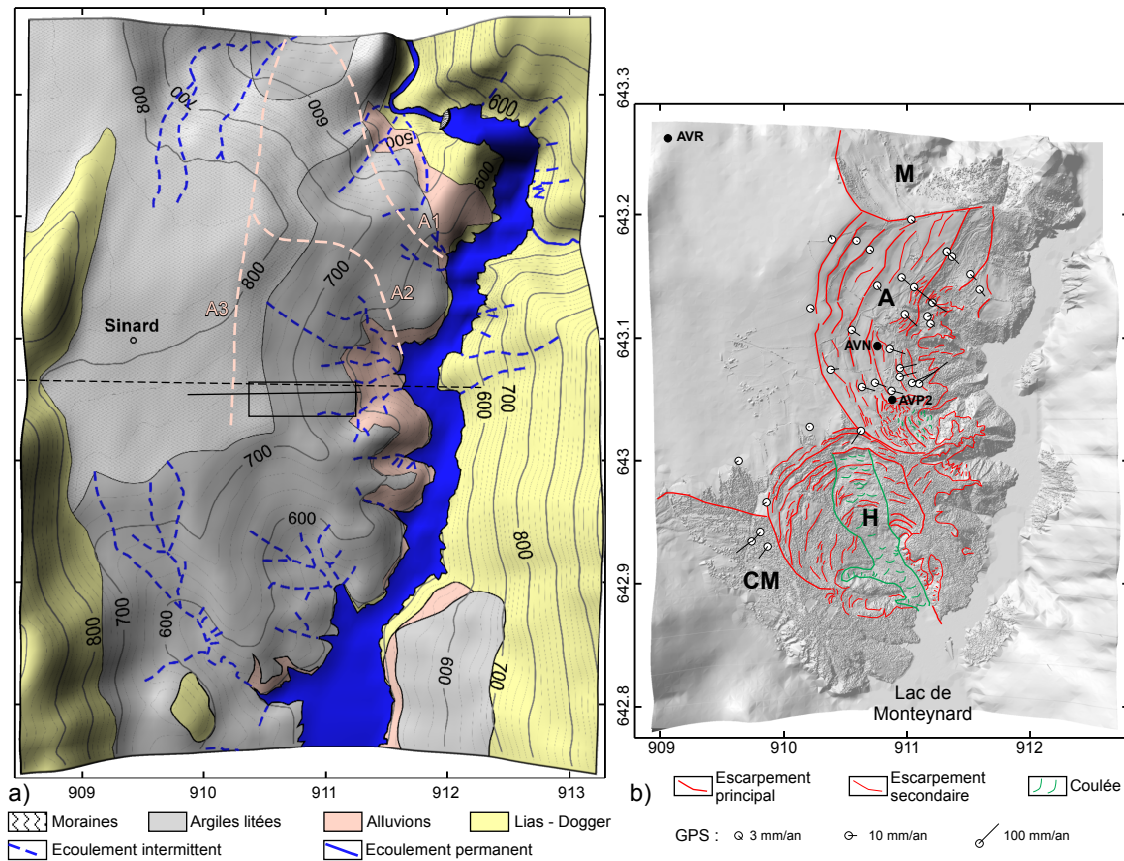 800
700
600
500
600
600
A1
A2
A3
800
700
Sinard
700
600
700
600
800
700
600
800
600
700
909
910
911
912
913
a)
Moraines
Argiles litées
Alluvions
Lias - Dogger
Ecoulement intermittent
Ecoulement permanent
643.3
643.2
643.1
643
642.9
642.8
AVR
M
A
AVN
AVP2
H
CM
Lac de
Monteynard
909
910
911
912
b)
Escarpement
principal
Escarpement
secondaire
Coulée
GPS :
3 mm/an
10 mm/an
100 mm/an